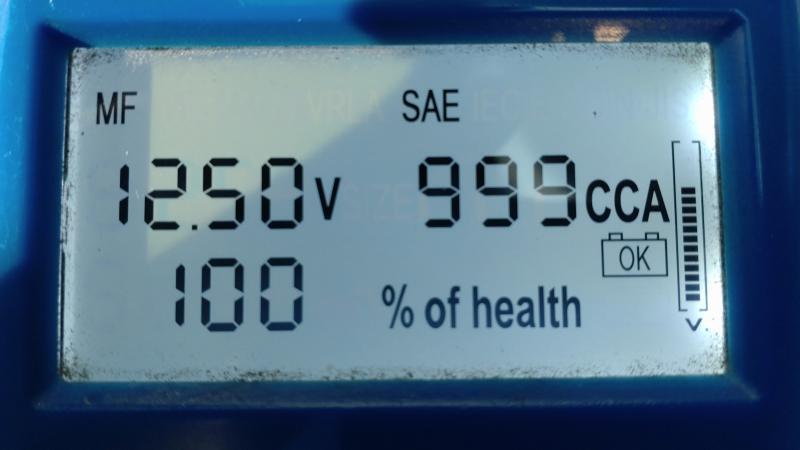 MF SAE
12.50 V 999 CCA
OK
100 % of health